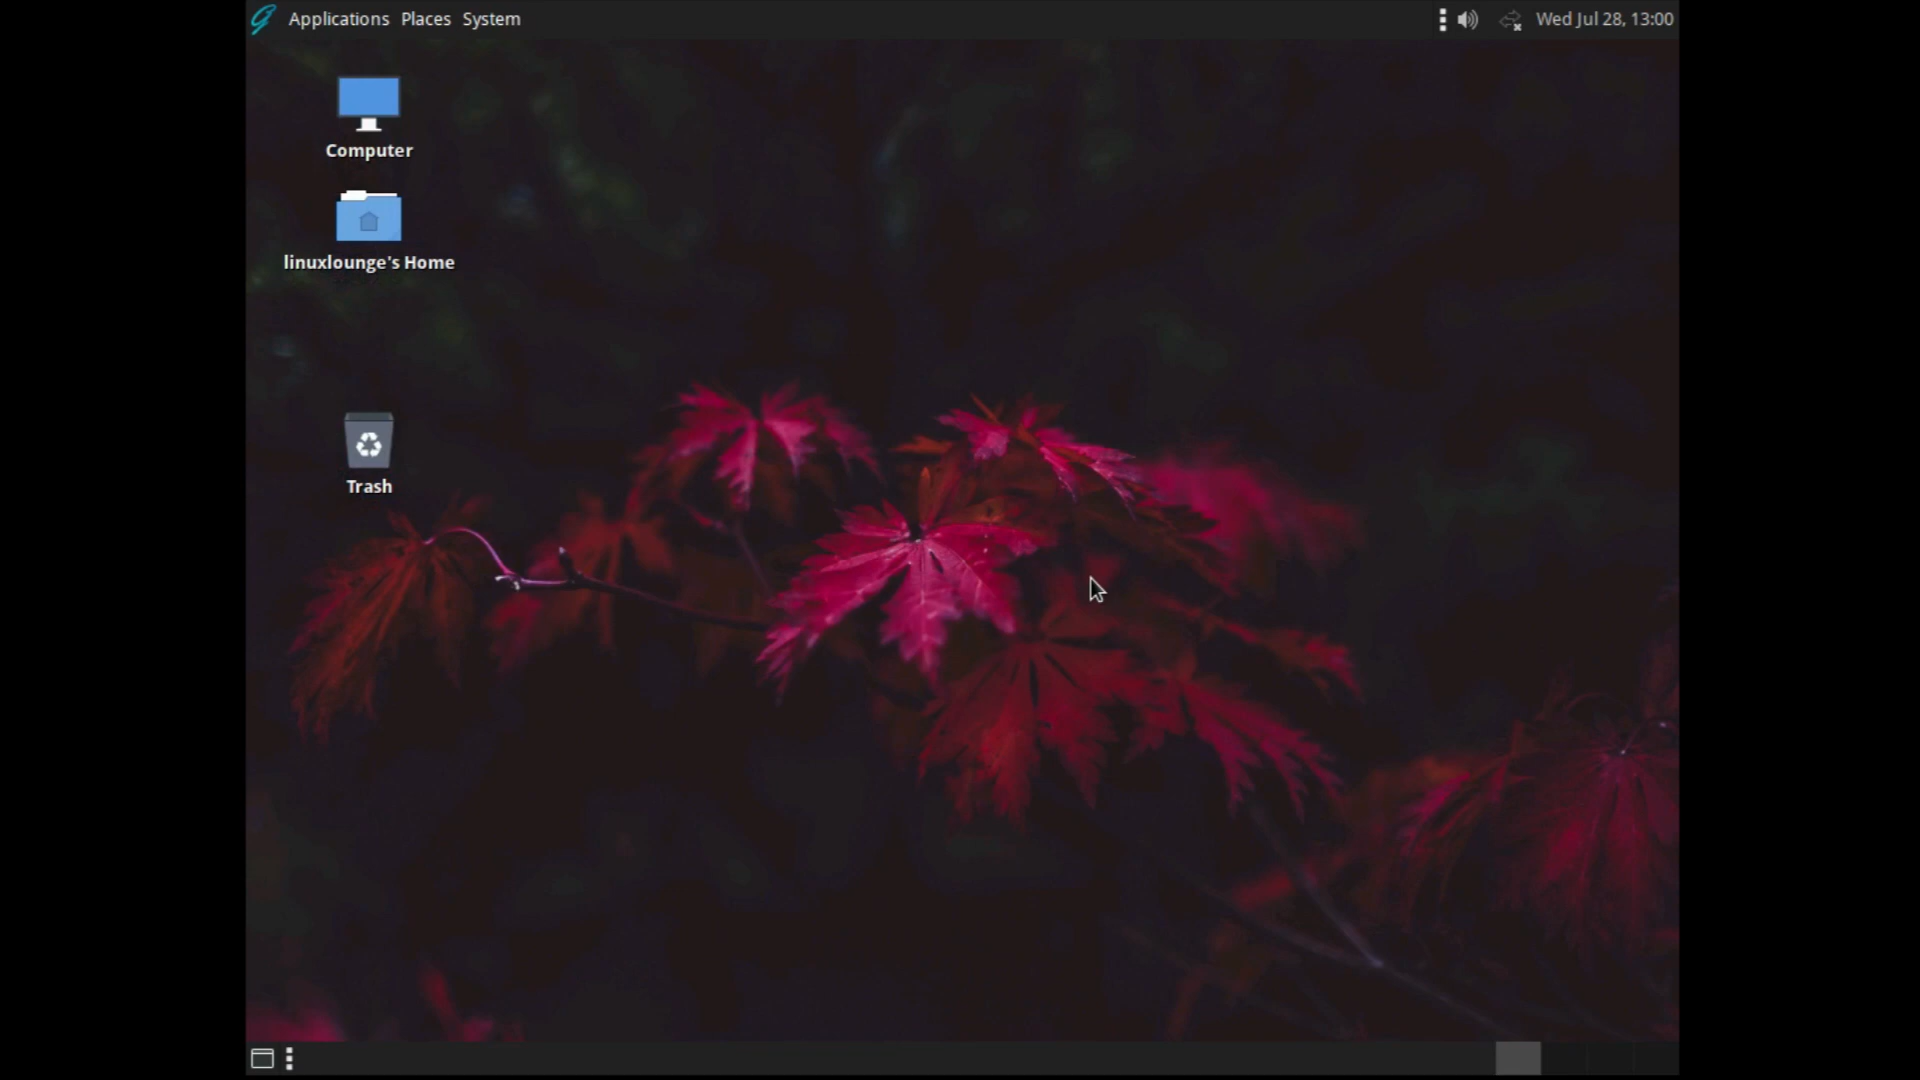 Applications Places System
Wed Jul 28, 13:00
Computer
linuxlounge's Home
Trash